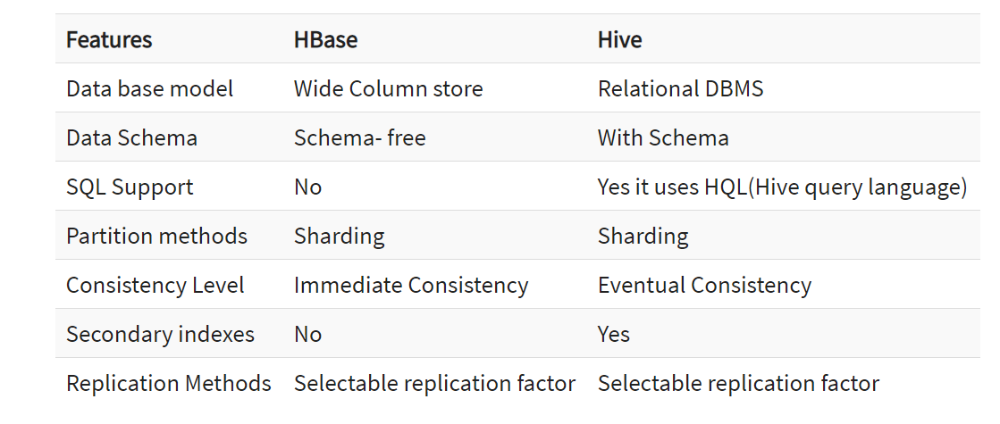 Features HBase Hive
Data base model Wide Column store Relational DBMS
Data Schema Schema- free With Schema
SQL Support No Yes it uses HQL(Hive query language)
Partition methods Sharding Sharding
Consistency Level Immediate Consistency Eventual Consistency
Secondary indexes No Yes
Replication Methods Selectable replication factor Selectable replication factor